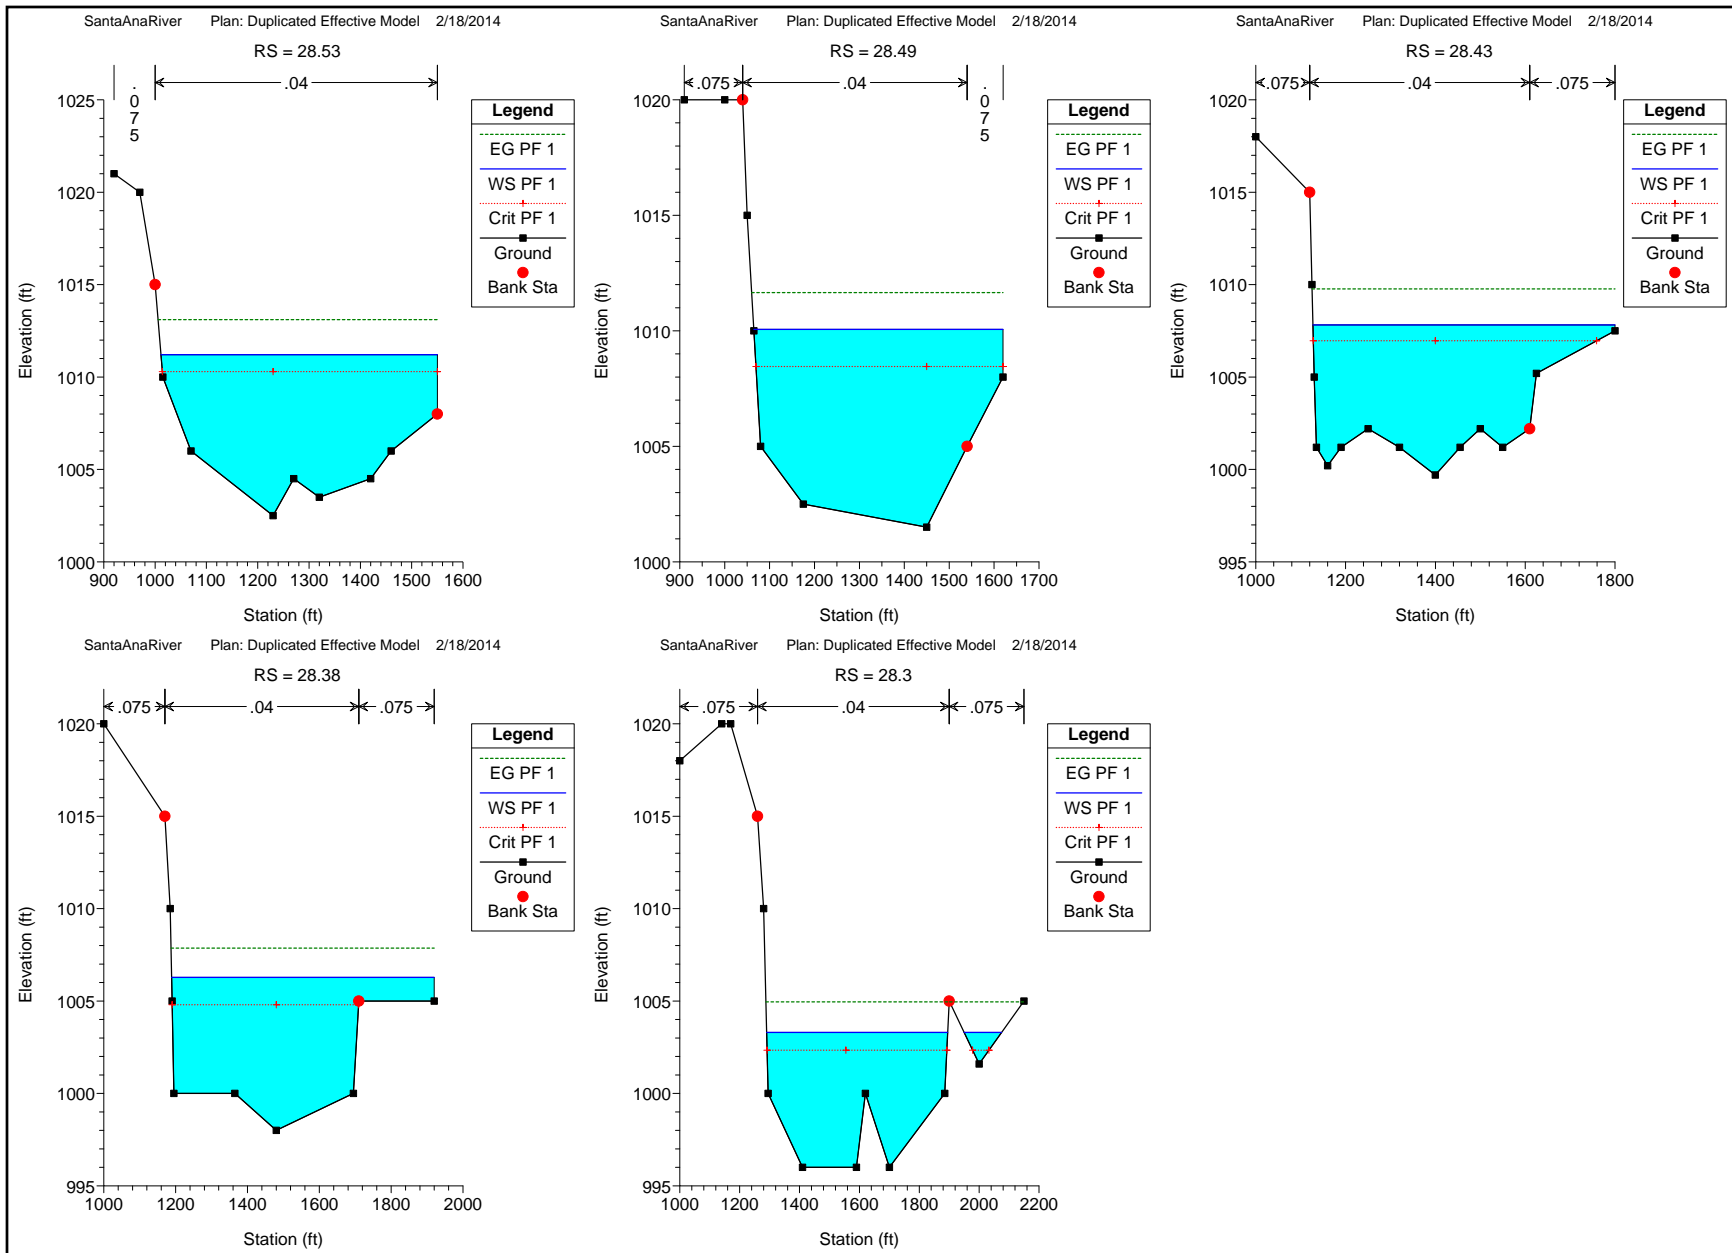 SantaAnaRiver Plan: Duplicated Effective Model 2/18/2014
RS = 28.53
.075
.04
Legend
EG PF 1
WS PF 1
Crit PF 1
Ground
Bank Sta
Elevation (ft)
1025
1020
1015
1010
1005
1000
900 1000 1100 1200 1300 1400 1500 1600
Station (ft)
SantaAnaRiver Plan: Duplicated Effective Model 2/18/2014
RS = 28.49
.075 .04 .075
Legend
EG PF 1
WS PF 1
Crit PF 1
Ground
Bank Sta
Elevation (ft)
1020
1015
1010
1005
1000
900 1000 1100 1200 1300 1400 1500 1600 1700
Station (ft)
SantaAnaRiver Plan: Duplicated Effective Model 2/18/2014
RS = 28.43
.075 .04 .075
Legend
EG PF 1
WS PF 1
Crit PF 1
Ground
Bank Sta
Elevation (ft)
1020
1015
1010
1005
1000
995
1000 1200 1400 1600 1800
Station (ft)
SantaAnaRiver Plan: Duplicated Effective Model 2/18/2014
RS = 28.38
.075 .04 .075
Legend
EG PF 1
WS PF 1
Crit PF 1
Ground
Bank Sta
Elevation (ft)
1020
1015
1010
1005
1000
995
1000 1200 1400 1600 1800 2000
Station (ft)
SantaAnaRiver Plan: Duplicated Effective Model 2/18/2014
RS = 28.3
.075 .04 .075
Legend
EG PF 1
WS PF 1
Crit PF 1
Ground
Bank Sta
Elevation (ft)
1020
1015
1010
1005
1000
995
1000 1200 1400 1600 1800 2000 2200
Station (ft)